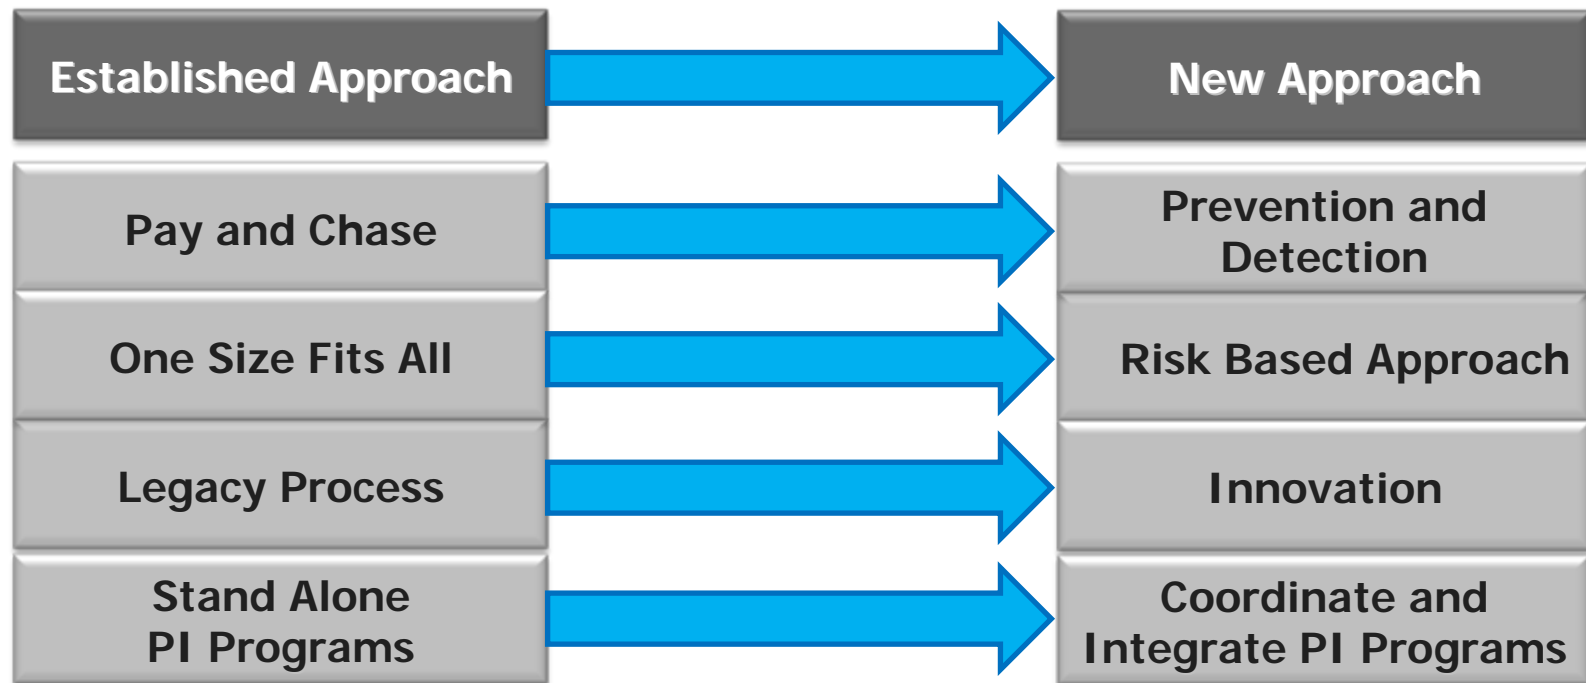 Established Approach
New Approach
Pay and Chase
Prevention and
Detection
One Size Fits All
Risk Based Approach
Legacy Process
Innovation
Stand Alone
PI Programs
Coordinate and
Integrate PI Programs